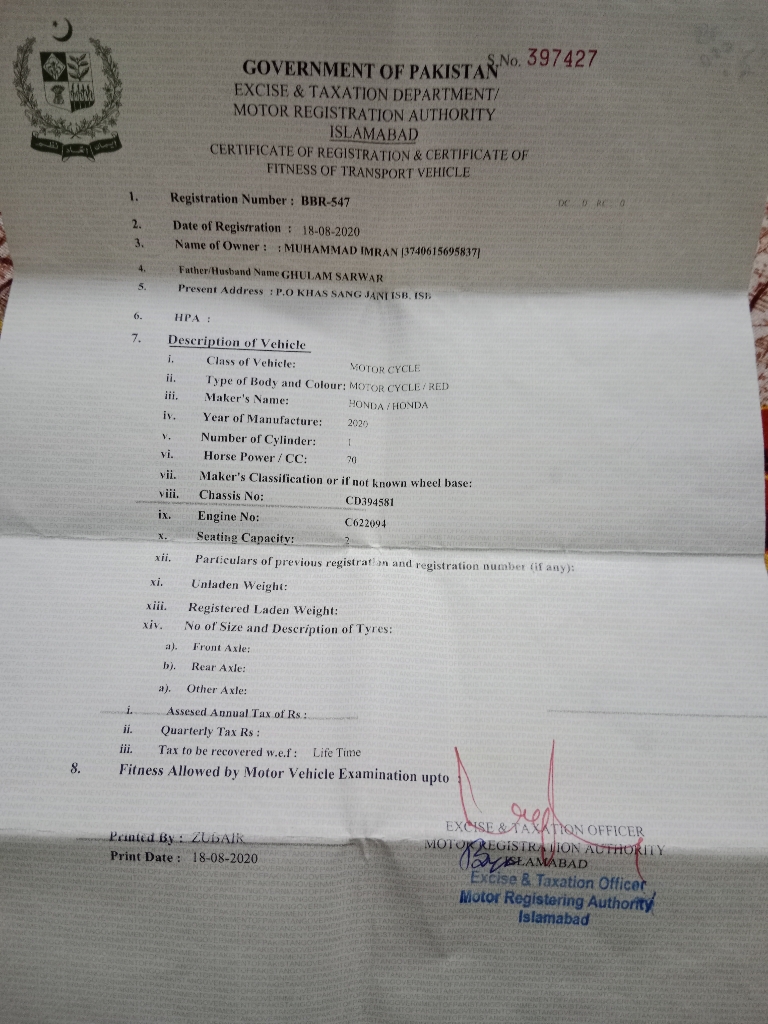 S.No. 397427
GOVERNMENT OF PAKISTAN
EXCISE & TAXATION DEPARTMENT/
MOTOR REGISTRATION AUTHORITY
ISLAMABAD
CERTIFICATE OF REGISTRATION & CERTIFICATE OF
FITNESS OF TRANSPORT VEHICLE
1. Registration Number : BBR-547
DC 0 RC 0
2. Date of Registration : 18-08-2020
3. Name of Owner : : MUHAMMAD IMRAN [3740615695837]
4. Father/Husband Name GHULAM SARWAR
5. Present Address : P.O KHAS SANG JANI ISB. ISB
6. HPA :
7. Description of Vehicle
i. Class of Vehicle: MOTOR CYCLE
ii. Type of Body and Colour: MOTOR CYCLE / RED
iii. Maker's Name: HONDA / HONDA
iv. Year of Manufacture: 2020
v. Number of Cylinder: 1
vi. Horse Power / CC: 70
vii. Maker's Classification or if not known wheel base:
viii. Chassis No: CD394581
ix. Engine No: C622094
x. Seating Capacity: 2
xii. Particulars of previous registration and registration number (if any):
xi. Unladen Weight:
xiii. Registered Laden Weight:
xiv. No of Size and Description of Tyres:
a). Front Axle:
b). Rear Axle:
a). Other Axle:
i. Assesed Annual Tax of Rs :
ii. Quarterly Tax Rs :
iii. Tax to be recovered w.e.f : Life Time
8. Fitness Allowed by Motor Vehicle Examination upto :
Printed By : ZUBAIR
Print Date : 18-08-2020
EXCISE & TAXATION OFFICER
MOTOR REGISTRATION AUTHORITY
ISLAMABAD
Excise & Taxation Officer
Motor Registering Authority
Islamabad